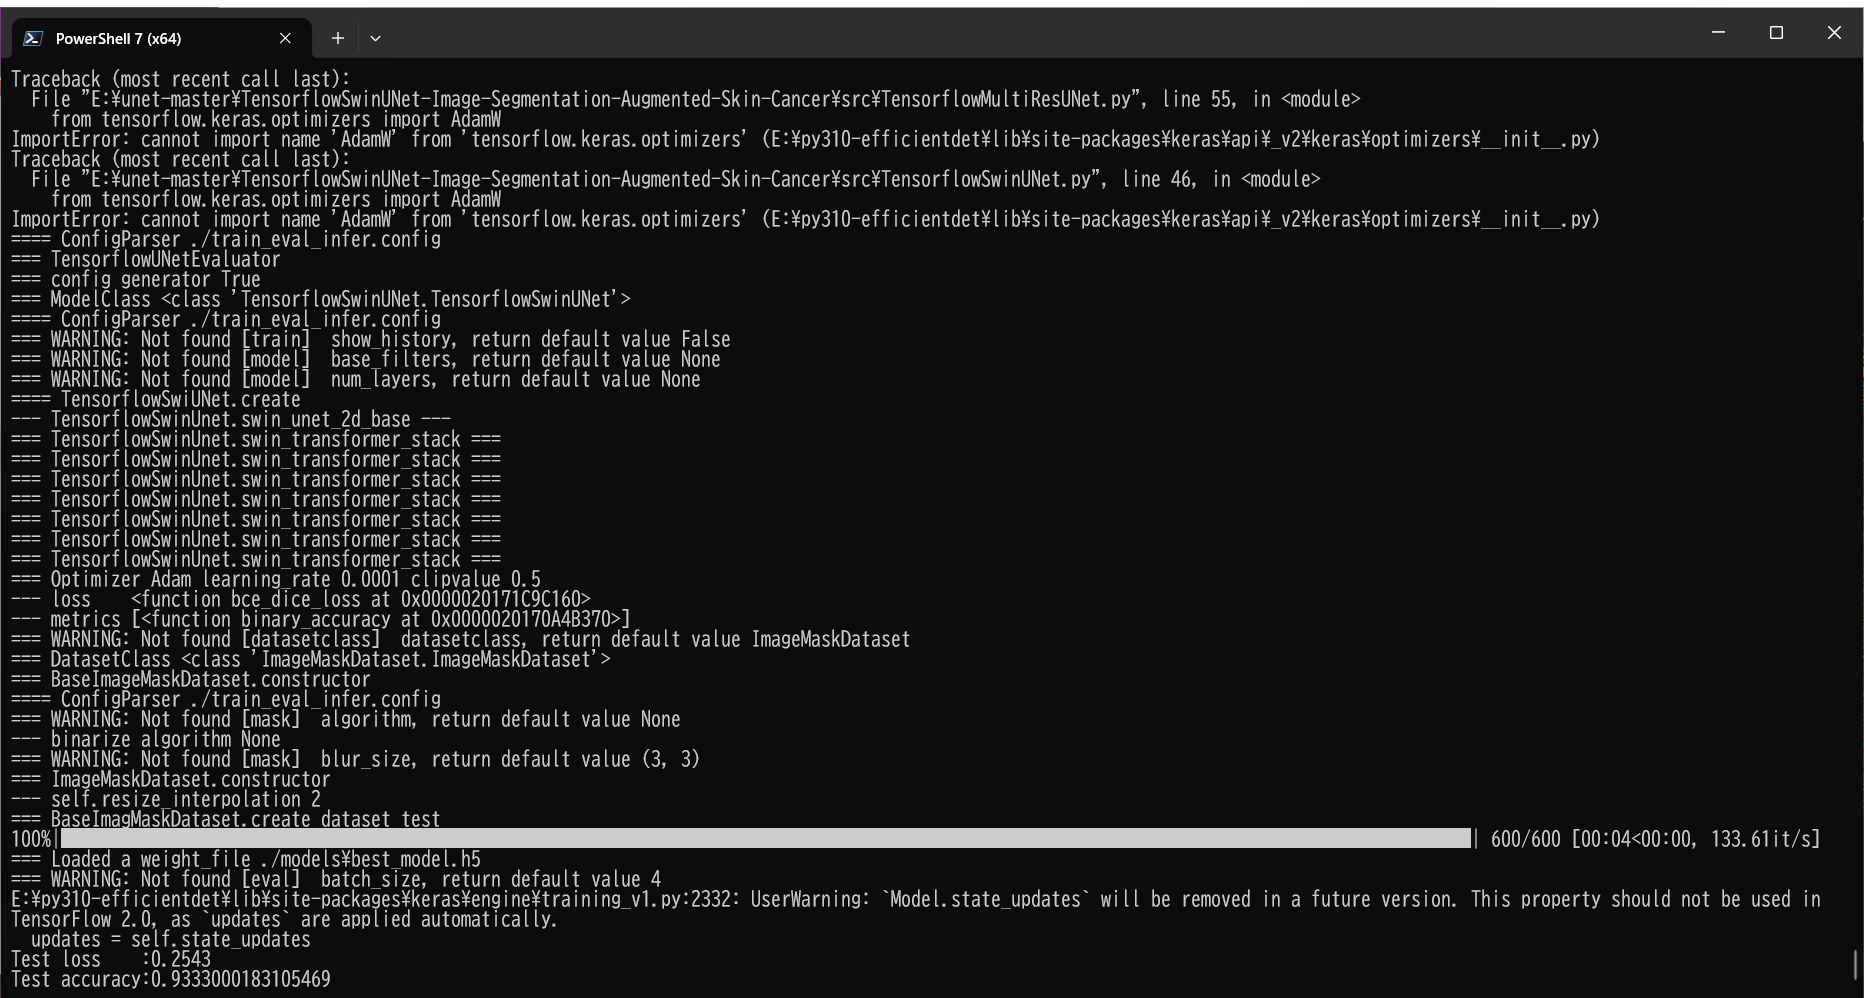 PowerShell 7 (x64)
Traceback (most recent call last):
  File "E:¥unet-master¥TensorflowSwinUNet-Image-Segmentation-Augmented-Skin-Cancer¥src¥TensorflowMultiResUNet.py", line 55, in <module>
    from tensorflow.keras.optimizers import AdamW
ImportError: cannot import name 'AdamW' from 'tensorflow.keras.optimizers' (E:¥py310-efficientdet¥lib¥site-packages¥keras¥api¥_v2¥keras¥optimizers¥__init__.py)
Traceback (most recent call last):
  File "E:¥unet-master¥TensorflowSwinUNet-Image-Segmentation-Augmented-Skin-Cancer¥src¥TensorflowSwinUNet.py", line 46, in <module>
    from tensorflow.keras.optimizers import AdamW
ImportError: cannot import name 'AdamW' from 'tensorflow.keras.optimizers' (E:¥py310-efficientdet¥lib¥site-packages¥keras¥api¥_v2¥keras¥optimizers¥__init__.py)
==== ConfigParser ./train_eval_infer.config
=== TensorflowUNetEvaluator
=== config generator True
=== ModelClass <class 'TensorflowSwinUNet.TensorflowSwinUNet'>
==== ConfigParser ./train_eval_infer.config
=== WARNING: Not found [train]  show_history, return default value False
=== WARNING: Not found [model]  base_filters, return default value None
=== WARNING: Not found [model]  num_layers, return default value None
==== TensorflowSwiUNet.create
--- TensorflowSwinUnet.swin_unet_2d_base ---
=== TensorflowSwinUnet.swin_transformer_stack ===
=== TensorflowSwinUnet.swin_transformer_stack ===
=== TensorflowSwinUnet.swin_transformer_stack ===
=== TensorflowSwinUnet.swin_transformer_stack ===
=== TensorflowSwinUnet.swin_transformer_stack ===
=== TensorflowSwinUnet.swin_transformer_stack ===
=== TensorflowSwinUnet.swin_transformer_stack ===
=== Optimizer Adam learning_rate 0.0001 clipvalue 0.5
--- loss    <function bce_dice_loss at 0x0000020171C9C160>
--- metrics [<function binary_accuracy at 0x0000020170A4B370>]
=== WARNING: Not found [datasetclass]  datasetclass, return default value ImageMaskDataset
=== DatasetClass <class 'ImageMaskDataset.ImageMaskDataset'>
=== BaseImageMaskDataset.constructor
==== ConfigParser ./train_eval_infer.config
=== WARNING: Not found [mask]  algorithm, return default value None
--- binarize algorithm None
=== WARNING: Not found [mask]  blur_size, return default value (3, 3)
=== ImageMaskDataset.constructor
--- self.resize_interpolation 2
=== BaseImagMaskDataset.create dataset test
100%| | 600/600 [00:04<00:00, 133.61it/s]
=== Loaded a weight_file ./models¥best_model.h5
=== WARNING: Not found [eval]  batch_size, return default value 4
E:¥py310-efficientdet¥lib¥site-packages¥keras¥engine¥training_v1.py:2332: UserWarning: `Model.state_updates` will be removed in a future version. This property should not be used in
TensorFlow 2.0, as `updates` are applied automatically.
  updates = self.state_updates
Test loss    :0.2543
Test accuracy:0.9333000183105469